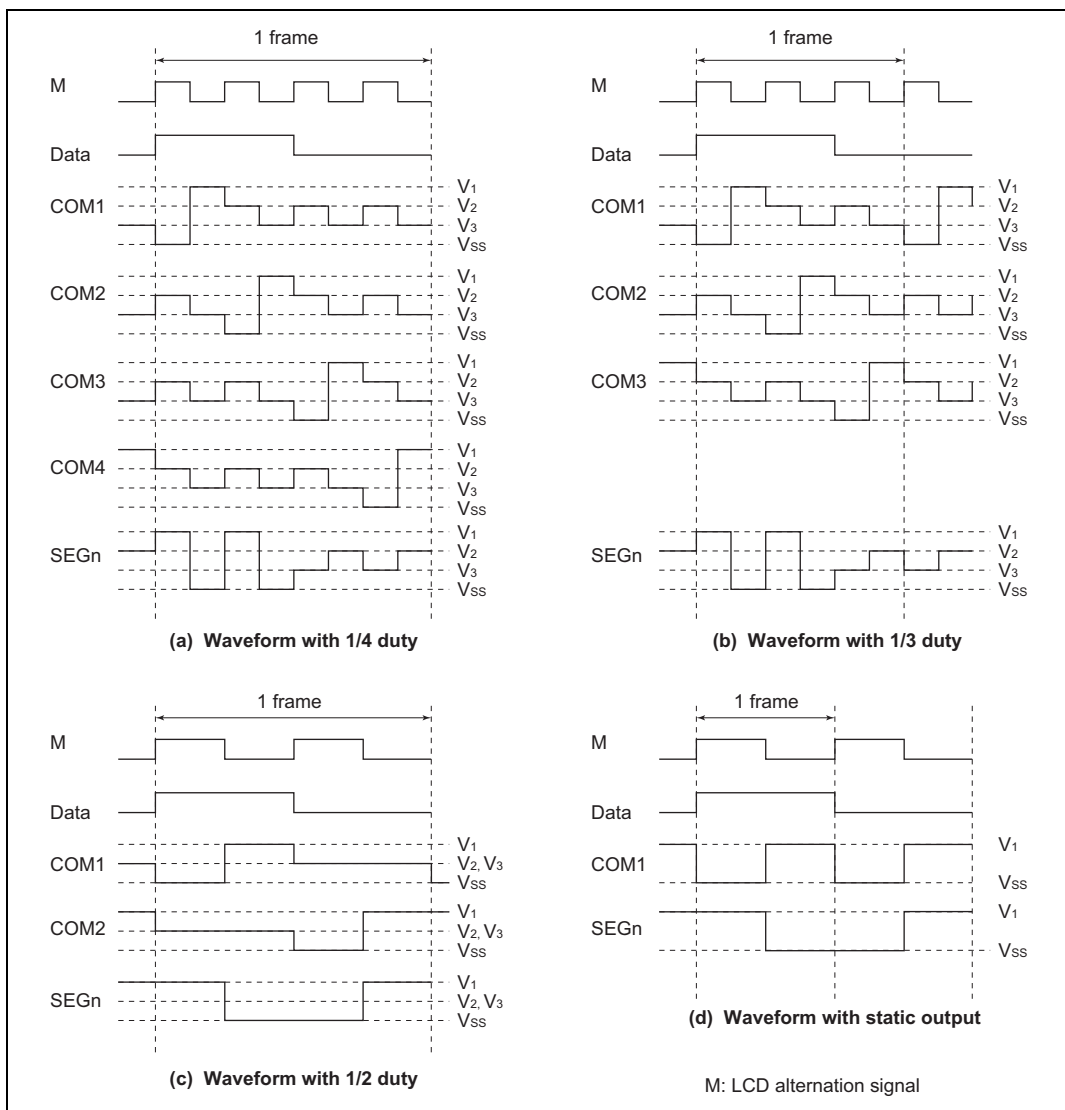 1 frame
M
Data
COM1
V1
V2
V3
VSS
COM2
V1
V2
V3
VSS
COM3
V1
V2
V3
VSS
COM4
V1
V2
V3
VSS
SEGn
V1
V2
V3
VSS
(a) Waveform with 1/4 duty
1 frame
M
Data
COM1
V1
V2
V3
VSS
COM2
V1
V2
V3
VSS
COM3
V1
V2
V3
VSS
SEGn
V1
V2
V3
VSS
(b) Waveform with 1/3 duty
1 frame
M
Data
COM1
V1
V2, V3
VSS
COM2
V1
V2, V3
VSS
SEGn
V1
V2, V3
VSS
(c) Waveform with 1/2 duty
1 frame
M
Data
COM1
V1
VSS
SEGn
V1
VSS
(d) Waveform with static output
M: LCD alternation signal